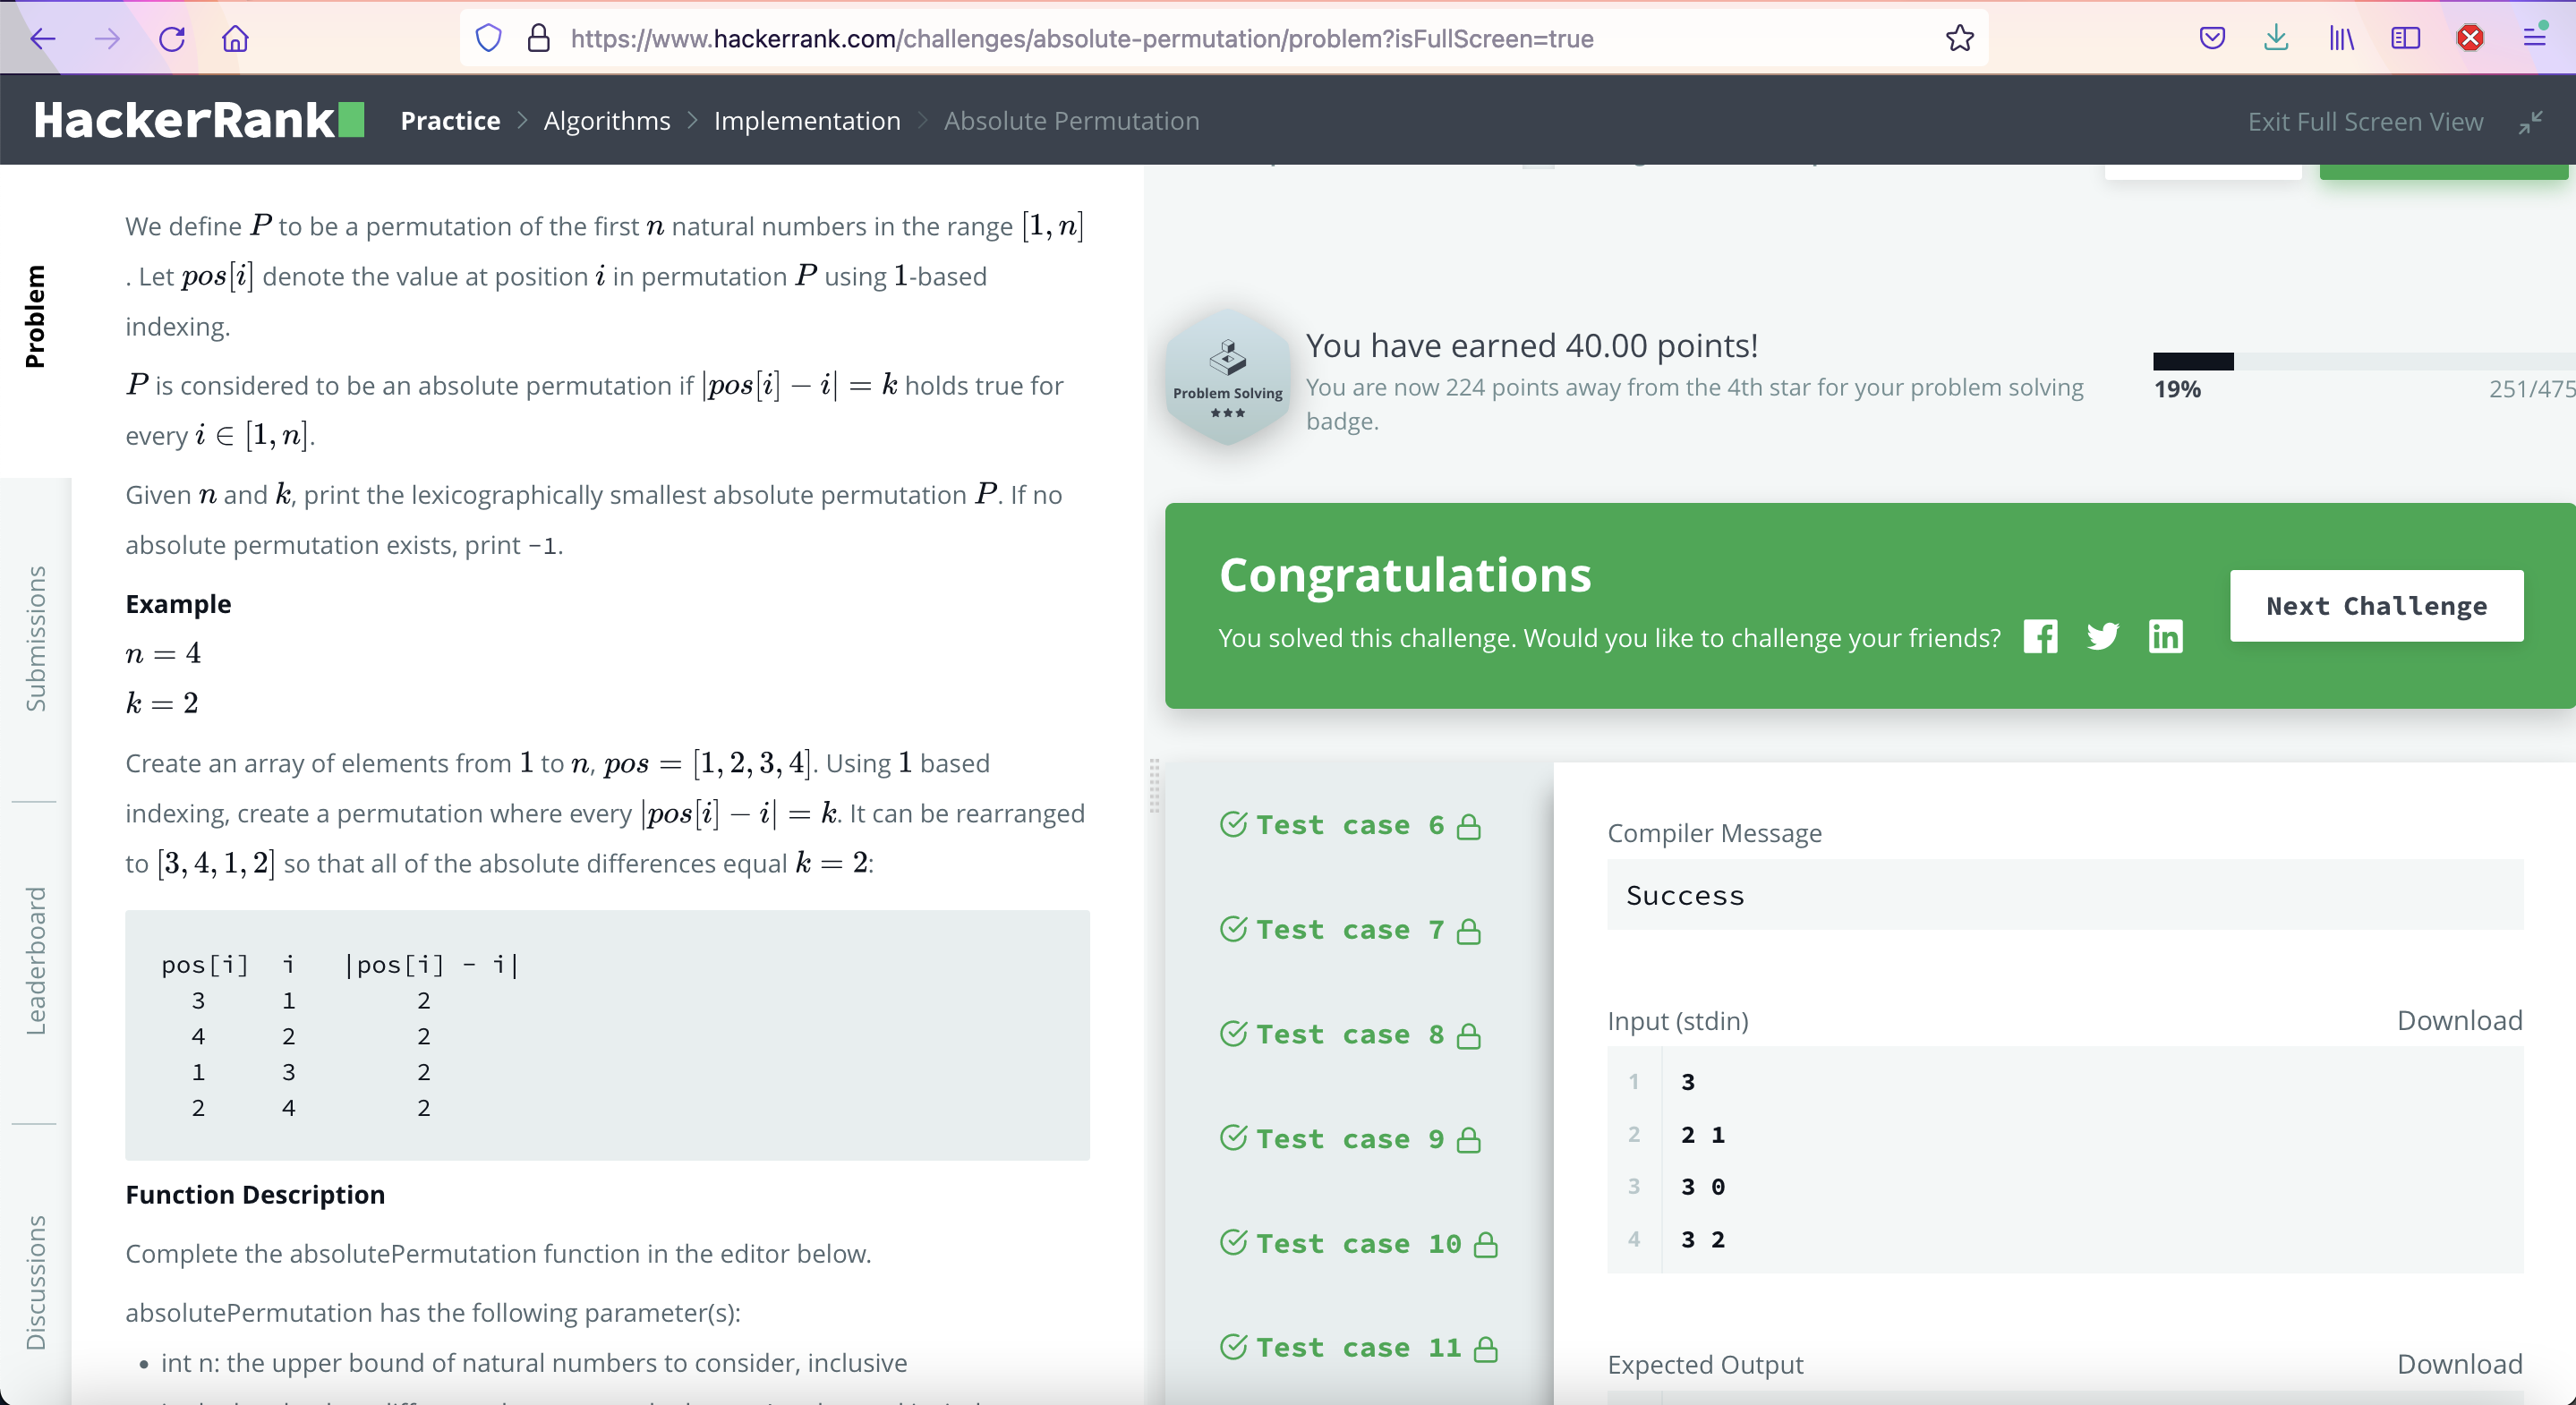 https://www.hackerrank.com/challenges/absolute-permutation/problem?isFullScreen=true
HackerRank
Practice > Algorithms > Implementation > Absolute Permutation
Exit Full Screen View
Problem
Submissions
Leaderboard
Discussions
We define P to be a permutation of the first n natural numbers in the range [1, n]
. Let pos[i] denote the value at position i in permutation P using 1-based
indexing.
P is considered to be an absolute permutation if |pos[i] − i| = k holds true for
every i ∈ [1, n].
Given n and k, print the lexicographically smallest absolute permutation P. If no
absolute permutation exists, print -1.
Example
n = 4
k = 2
Create an array of elements from 1 to n, pos = [1, 2, 3, 4]. Using 1 based
indexing, create a permutation where every |pos[i] − i| = k. It can be rearranged
to [3, 4, 1, 2] so that all of the absolute differences equal k = 2:
pos[i] i |pos[i] - i|
3 1 2
4 2 2
1 3 2
2 4 2
Function Description
Complete the absolutePermutation function in the editor below.
absolutePermutation has the following parameter(s):
• int n: the upper bound of natural numbers to consider, inclusive
Problem Solving
You have earned 40.00 points!
You are now 224 points away from the 4th star for your problem solving
badge.
19%
251/475
Congratulations
You solved this challenge. Would you like to challenge your friends?
Next Challenge
Test case 6
Test case 7
Test case 8
Test case 9
Test case 10
Test case 11
Compiler Message
Success
Input (stdin)
Download
1 3
2 2 1
3 3 0
4 3 2
Expected Output
Download